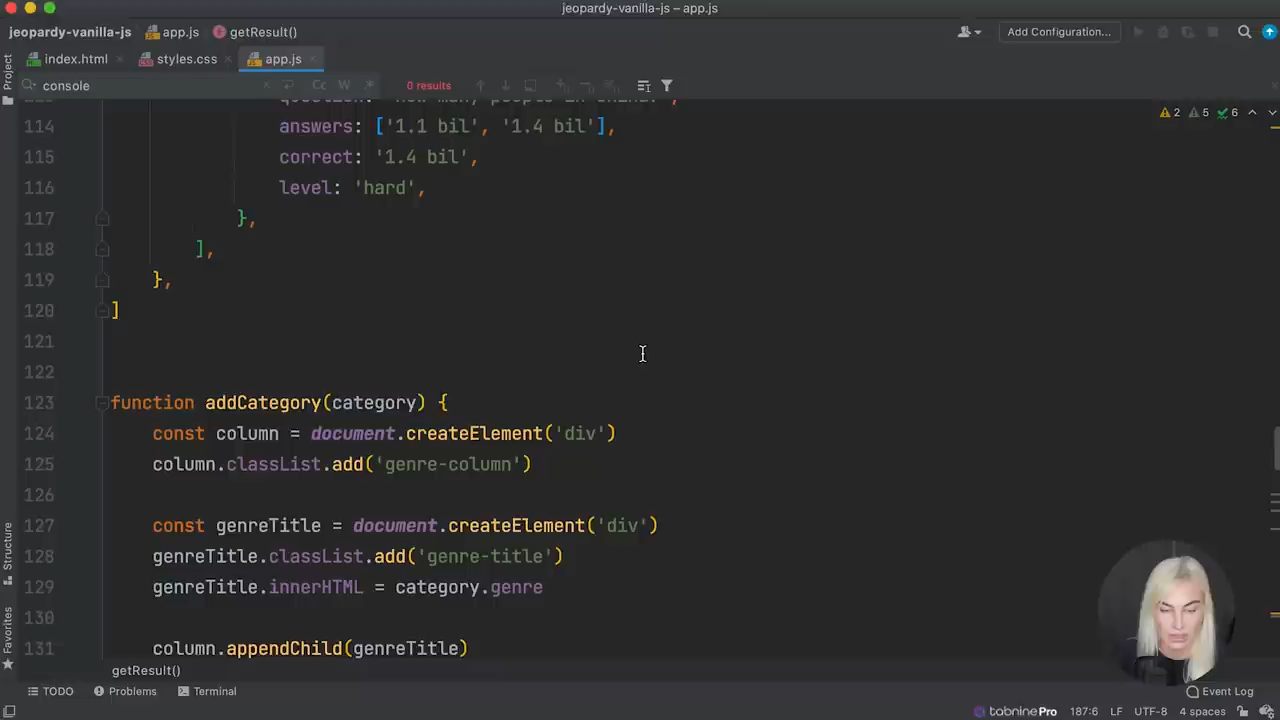 jeopardy-vanilla-js – app.js
jeopardy-vanilla-js app.js getResult() Add Configuration...
Project
index.html styles.css app.js
console Cc W .* 0 results
2 5 6
114 answers: ['1.1 bil', '1.4 bil'],
115 correct: '1.4 bil',
116 level: 'hard',
117 },
118 ],
119 },
120 ]
121
122
123 function addCategory(category) {
124 const column = document.createElement('div')
125 column.classList.add('genre-column')
126
127 const genreTitle = document.createElement('div')
128 genreTitle.classList.add('genre-title')
129 genreTitle.innerHTML = category.genre
130
131 column.appendChild(genreTitle)
Structure
Favorites
getResult()
TODO Problems Terminal Event Log
tabninePro 187:6 LF UTF-8 4 spaces